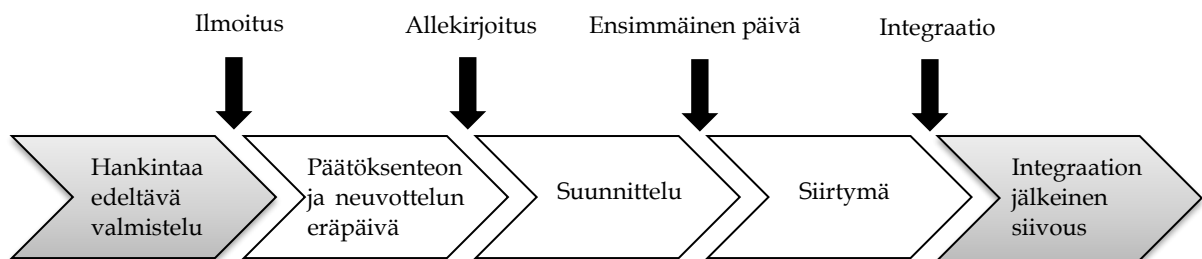 Ilmoitus
Allekirjoitus
Ensimmäinen päivä
Integraatio
Hankintaa
edeltävä
valmistelu
Päätöksenteon
ja neuvottelun
eräpäivä
Suunnittelu
Siirtymä
Integraation
jälkeinen
siivous